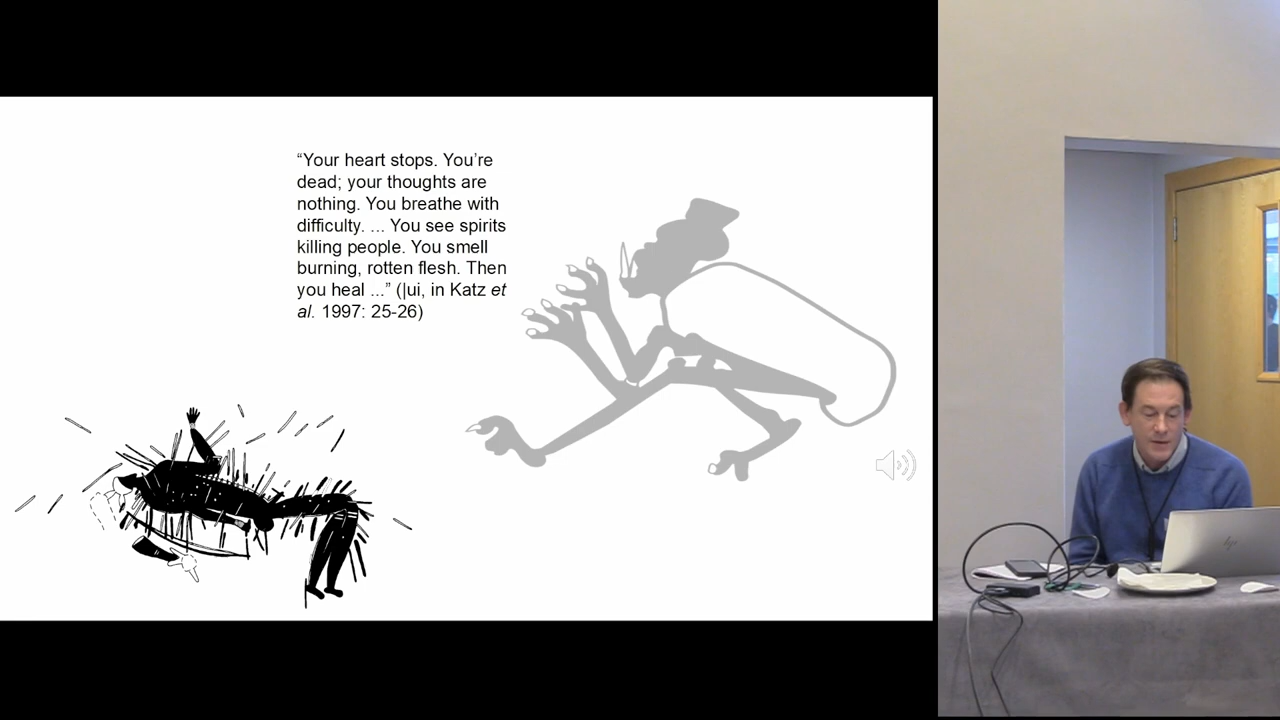 “Your heart stops. You’re
dead; your thoughts are
nothing. You breathe with
difficulty. ... You see spirits
killing people. You smell
burning, rotten flesh. Then
you heal ...” (|ui, in Katz et
al. 1997: 25-26)
hp